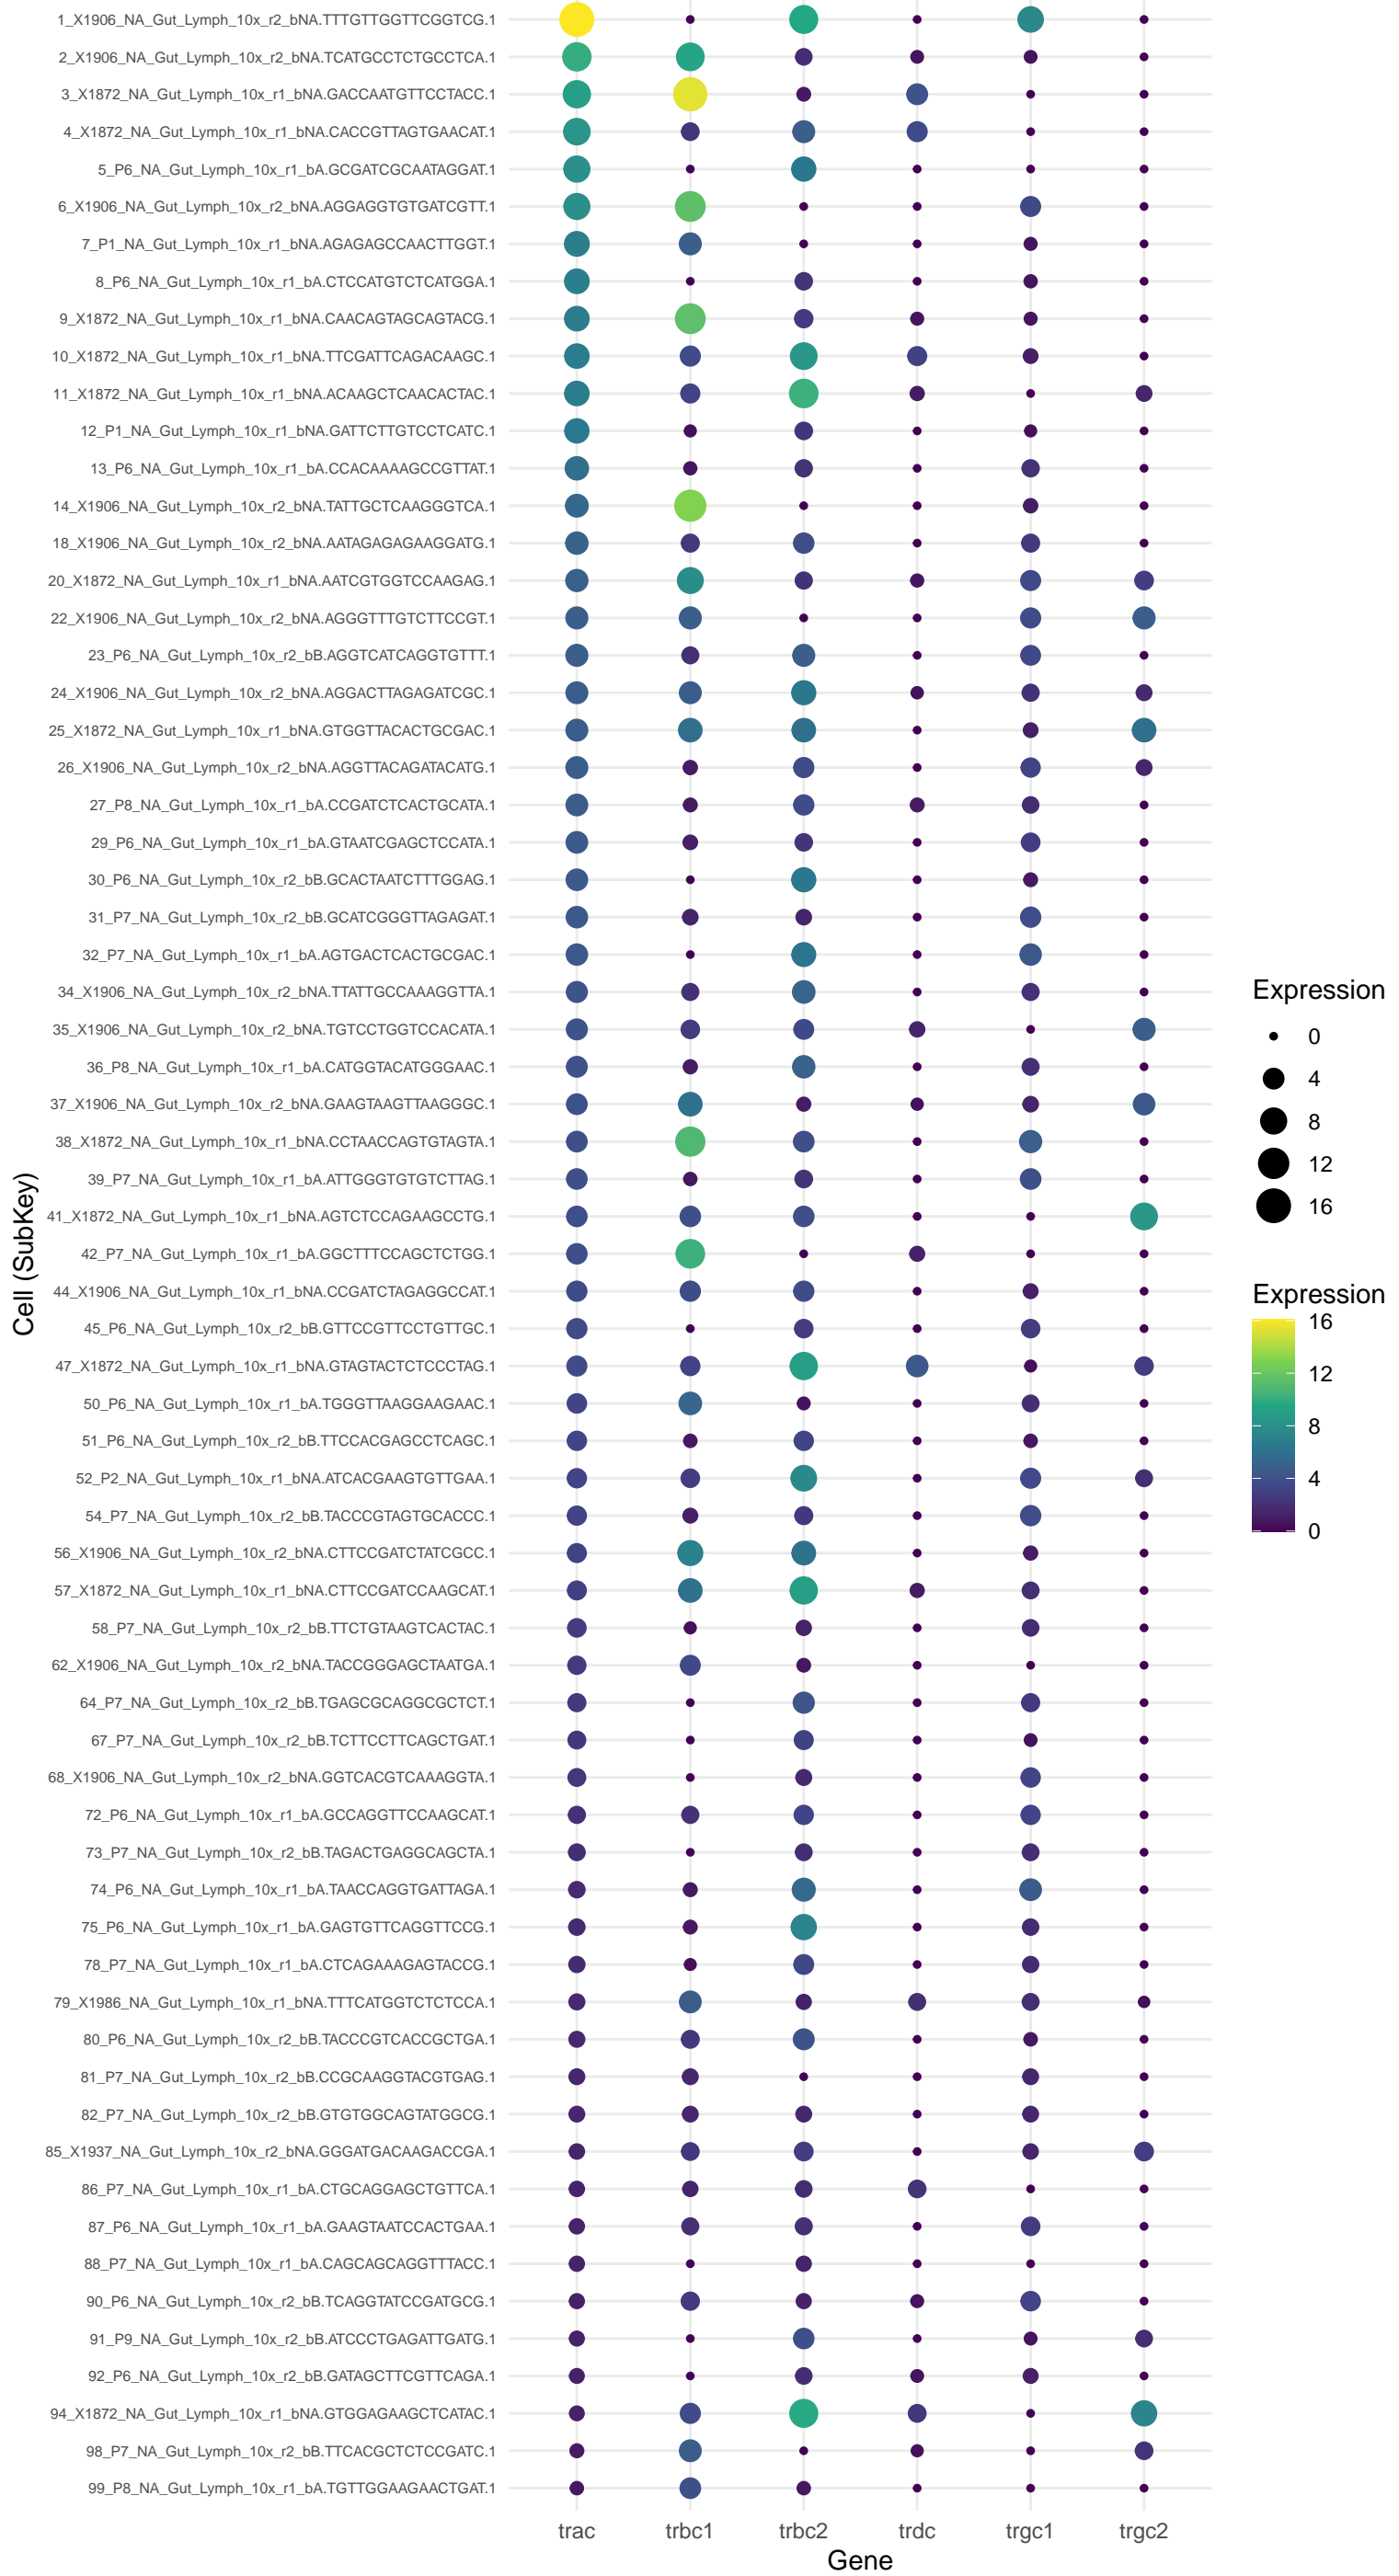 1_X1906_NA_Gut_Lymph_10x_r2_bNA.TTTGTTGGTTCGGTCG.1
2_X1906_NA_Gut_Lymph_10x_r2_bNA.TCATGCCTCTGCCTCA.1
3_X1872_NA_Gut_Lymph_10x_r1_bNA.GACCAATGTTCCTACC.1
4_X1872_NA_Gut_Lymph_10x_r1_bNA.CACCGTTAGTGAACAT.1
5_P6_NA_Gut_Lymph_10x_r1_bA.GCGATCGCAATAGGAT.1
6_X1906_NA_Gut_Lymph_10x_r2_bNA.AGGAGGTGTGATCGTT.1
7_P1_NA_Gut_Lymph_10x_r1_bNA.AGAGAGCCAACTTGGT.1
8_P6_NA_Gut_Lymph_10x_r1_bA.CTCCATGTCTCATGGA.1
9_X1872_NA_Gut_Lymph_10x_r1_bNA.CAACAGTAGCAGTACG.1
10_X1872_NA_Gut_Lymph_10x_r1_bNA.TTCGATTCAGACAAGC.1
11_X1872_NA_Gut_Lymph_10x_r1_bNA.ACAAGCTCAACACTAC.1
12_P1_NA_Gut_Lymph_10x_r1_bNA.GATTCTTGTCCTCATC.1
13_P6_NA_Gut_Lymph_10x_r1_bA.CCACAAAAGCCGTTAT.1
14_X1906_NA_Gut_Lymph_10x_r2_bNA.TATTGCTCAAGGGTCA.1
18_X1906_NA_Gut_Lymph_10x_r2_bNA.AATAGAGAGAAGGATG.1
20_X1872_NA_Gut_Lymph_10x_r1_bNA.AATCGTGGTCCAAGAG.1
22_X1906_NA_Gut_Lymph_10x_r2_bNA.AGGGTTTGTCTTCCGT.1
23_P6_NA_Gut_Lymph_10x_r2_bB.AGGTCATCAGGTGTTT.1
24_X1906_NA_Gut_Lymph_10x_r2_bNA.AGGACTTAGAGATCGC.1
25_X1872_NA_Gut_Lymph_10x_r1_bNA.GTGGTTACACTGCGAC.1
26_X1906_NA_Gut_Lymph_10x_r2_bNA.AGGTTACAGATACATG.1
27_P8_NA_Gut_Lymph_10x_r1_bA.CCGATCTCACTGCATA.1
29_P6_NA_Gut_Lymph_10x_r1_bA.GTAATCGAGCTCCATA.1
30_P6_NA_Gut_Lymph_10x_r2_bB.GCACTAATCTTTGGAG.1
31_P7_NA_Gut_Lymph_10x_r2_bB.GCATCGGGTTAGAGAT.1
32_P7_NA_Gut_Lymph_10x_r1_bA.AGTGACTCACTGCGAC.1
34_X1906_NA_Gut_Lymph_10x_r2_bNA.TTATTGCCAAAGGTTA.1
35_X1906_NA_Gut_Lymph_10x_r2_bNA.TGTCCTGGTCCACATA.1
36_P8_NA_Gut_Lymph_10x_r1_bA.CATGGTACATGGGAAC.1
37_X1906_NA_Gut_Lymph_10x_r2_bNA.GAAGTAAGTTAAGGGC.1
38_X1872_NA_Gut_Lymph_10x_r1_bNA.CCTAACCAGTGTAGTA.1
39_P7_NA_Gut_Lymph_10x_r1_bA.ATTGGGTGTGTCTTAG.1
41_X1872_NA_Gut_Lymph_10x_r1_bNA.AGTCTCCAGAAGCCTG.1
42_P7_NA_Gut_Lymph_10x_r1_bA.GGCTTTCCAGCTCTGG.1
44_X1906_NA_Gut_Lymph_10x_r1_bNA.CCGATCTAGAGGCCAT.1
45_P6_NA_Gut_Lymph_10x_r2_bB.GTTCCGTTCCTGTTGC.1
47_X1872_NA_Gut_Lymph_10x_r1_bNA.GTAGTACTCTCCCTAG.1
50_P6_NA_Gut_Lymph_10x_r1_bA.TGGGTTAAGGAAGAAC.1
51_P6_NA_Gut_Lymph_10x_r2_bB.TTCCACGAGCCTCAGC.1
52_P2_NA_Gut_Lymph_10x_r1_bNA.ATCACGAAGTGTTGAA.1
54_P7_NA_Gut_Lymph_10x_r2_bB.TACCCGTAGTGCACCC.1
56_X1906_NA_Gut_Lymph_10x_r2_bNA.CTTCCGATCTATCGCC.1
57_X1872_NA_Gut_Lymph_10x_r1_bNA.CTTCCGATCCAAGCAT.1
58_P7_NA_Gut_Lymph_10x_r2_bB.TTCTGTAAGTCACTAC.1
62_X1906_NA_Gut_Lymph_10x_r2_bNA.TACCGGGAGCTAATGA.1
64_P7_NA_Gut_Lymph_10x_r2_bB.TGAGCGCAGGCGCTCT.1
67_P7_NA_Gut_Lymph_10x_r2_bB.TCTTCCTTCAGCTGAT.1
68_X1906_NA_Gut_Lymph_10x_r2_bNA.GGTCACGTCAAAGGTA.1
72_P6_NA_Gut_Lymph_10x_r1_bA.GCCAGGTTCCAAGCAT.1
73_P7_NA_Gut_Lymph_10x_r2_bB.TAGACTGAGGCAGCTA.1
74_P6_NA_Gut_Lymph_10x_r1_bA.TAACCAGGTGATTAGA.1
75_P6_NA_Gut_Lymph_10x_r1_bA.GAGTGTTCAGGTTCCG.1
78_P7_NA_Gut_Lymph_10x_r1_bA.CTCAGAAAGAGTACCG.1
79_X1986_NA_Gut_Lymph_10x_r1_bNA.TTTCATGGTCTCTCCA.1
80_P6_NA_Gut_Lymph_10x_r2_bB.TACCCGTCACCGCTGA.1
81_P7_NA_Gut_Lymph_10x_r2_bB.CCGCAAGGTACGTGAG.1
82_P7_NA_Gut_Lymph_10x_r2_bB.GTGTGGCAGTATGGCG.1
85_X1937_NA_Gut_Lymph_10x_r2_bNA.GGGATGACAAGACCGA.1
86_P7_NA_Gut_Lymph_10x_r1_bA.CTGCAGGAGCTGTTCA.1
87_P6_NA_Gut_Lymph_10x_r1_bA.GAAGTAATCCACTGAA.1
88_P7_NA_Gut_Lymph_10x_r1_bA.CAGCAGCAGGTTTACC.1
90_P6_NA_Gut_Lymph_10x_r2_bB.TCAGGTATCCGATGCG.1
91_P9_NA_Gut_Lymph_10x_r2_bB.ATCCCTGAGATTGATG.1
92_P6_NA_Gut_Lymph_10x_r2_bB.GATAGCTTCGTTCAGA.1
94_X1872_NA_Gut_Lymph_10x_r1_bNA.GTGGAGAAGCTCATAC.1
98_P7_NA_Gut_Lymph_10x_r2_bB.TTCACGCTCTCCGATC.1
99_P8_NA_Gut_Lymph_10x_r1_bA.TGTTGGAAGAACTGAT.1
Cell (SubKey)
trac trbc1 trbc2 trdc trgc1 trgc2
Gene
Expression
0
4
8
12
16
Expression
16
12
8
4
0